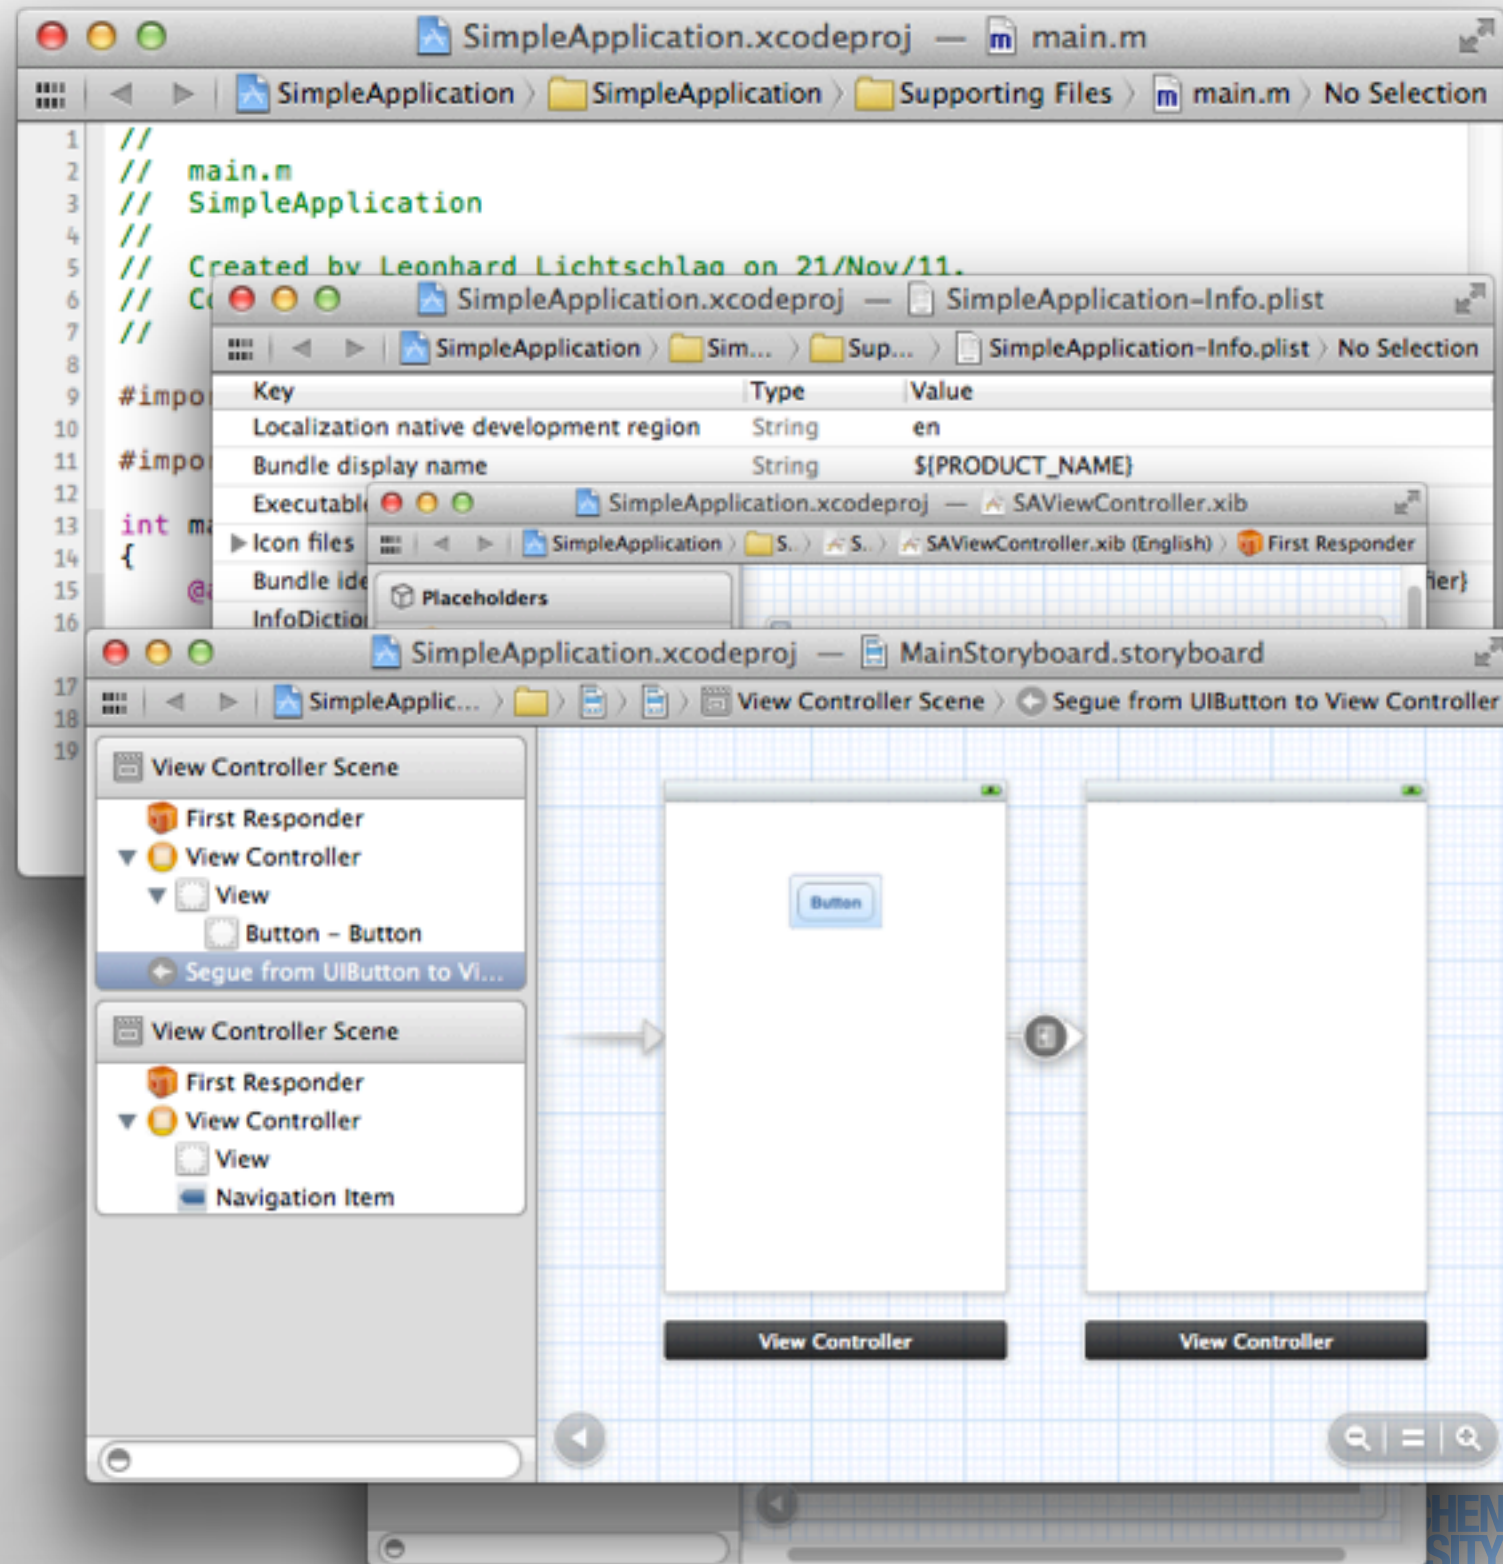 SimpleApplication.xcodeproj — main.m
SimpleApplication SimpleApplication Supporting Files main.m No Selection
1 //
2 // main.m
3 // SimpleApplication
4 //
5 // Created by Leonhard Lichtschlag on 21/Nov/11.
6 //
7 //
8
9
10
11
12
13 int
14 {
15
16
17
18
19
SimpleApplication.xcodeproj — SimpleApplication-Info.plist
SimpleApplication Sim... Sup... SimpleApplication-Info.plist No Selection
Key Type Value
Localization native development region String en
Bundle display name String ${PRODUCT_NAME}
Icon files
Bundle
SimpleApplication.xcodeproj — SAViewController.xib
SimpleApplication S.. S.. SAViewController.xib (English) First Responder
Placeholders
SimpleApplication.xcodeproj — MainStoryboard.storyboard
SimpleApplic... View Controller Scene Segue from UIButton to View Controller
View Controller Scene
First Responder
View Controller
View
Button – Button
Segue from UIButton to Vi...
View Controller Scene
First Responder
View Controller
View
Navigation Item
Button
View Controller
View Controller